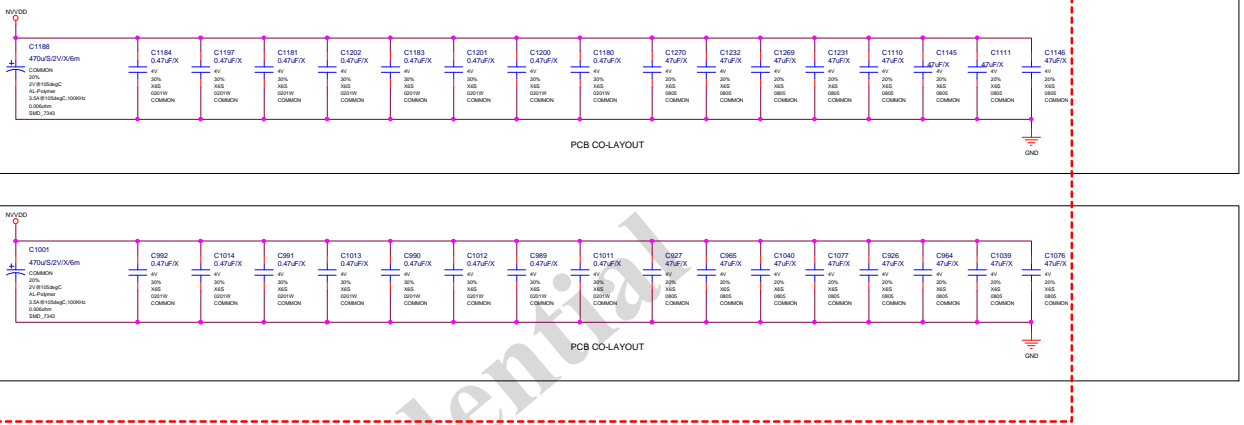 NVVDD
C1188
470u/S/2V/X/6m
COMMON
20%
2V@105degC
AL-Polymer
3.5A@105degC,100KHz
0.006ohm
SMD_7343
C1184
0.47uF/X
4V
30%
X6S
0201W
COMMON
C1197
0.47uF/X
4V
30%
X6S
0201W
COMMON
C1181
0.47uF/X
4V
30%
X6S
0201W
COMMON
C1202
0.47uF/X
4V
30%
X6S
0201W
COMMON
C1183
0.47uF/X
4V
30%
X6S
0201W
COMMON
C1201
0.47uF/X
4V
30%
X6S
0201W
COMMON
C1200
0.47uF/X
4V
30%
X6S
0201W
COMMON
C1180
0.47uF/X
4V
30%
X6S
0201W
COMMON
C1270
47uF/X
4V
20%
X6S
0805
COMMON
C1232
47uF/X
4V
20%
X6S
0805
COMMON
C1269
47uF/X
4V
20%
X6S
0805
COMMON
C1231
47uF/X
4V
20%
X6S
0805
COMMON
C1110
47uF/X
4V
20%
X6S
0805
COMMON
C1145
47uF/X
4V
20%
X6S
0805
COMMON
C1111
47uF/X
4V
20%
X6S
0805
COMMON
C1146
47uF/X
4V
20%
X6S
0805
COMMON
PCB CO-LAYOUT
GND
NVVDD
C1001
470u/S/2V/X/6m
COMMON
20%
2V@105degC
AL-Polymer
3.5A@105degC,100KHz
0.006ohm
SMD_7343
C992
0.47uF/X
4V
30%
X6S
0201W
COMMON
C1014
0.47uF/X
4V
30%
X6S
0201W
COMMON
C991
0.47uF/X
4V
30%
X6S
0201W
COMMON
C1013
0.47uF/X
4V
30%
X6S
0201W
COMMON
C990
0.47uF/X
4V
30%
X6S
0201W
COMMON
C1012
0.47uF/X
4V
30%
X6S
0201W
COMMON
C989
0.47uF/X
4V
30%
X6S
0201W
COMMON
C1011
0.47uF/X
4V
30%
X6S
0201W
COMMON
C927
47uF/X
4V
20%
X6S
0805
COMMON
C965
47uF/X
4V
20%
X6S
0805
COMMON
C1040
47uF/X
4V
20%
X6S
0805
COMMON
C1077
47uF/X
4V
20%
X6S
0805
COMMON
C926
47uF/X
4V
20%
X6S
0805
COMMON
C964
47uF/X
4V
20%
X6S
0805
COMMON
C1039
47uF/X
4V
20%
X6S
0805
COMMON
C1076
47uF/X
4V
20%
X6S
0805
COMMON
PCB CO-LAYOUT
GND
dential